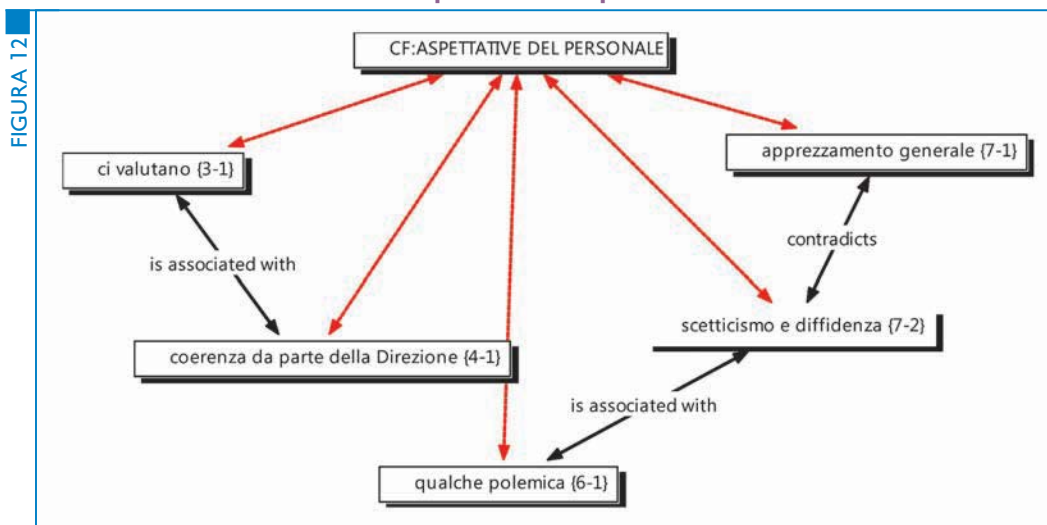 FIGURA 12
CF:ASPETTATIVE DEL PERSONALE
ci valutano {3-1}
apprezzamento generale {7-1}
contradicts
is associated with
scetticismo e diffidenza {7-2}
coerenza da parte della Direzione {4-1}
is associated with
qualche polemica {6-1}